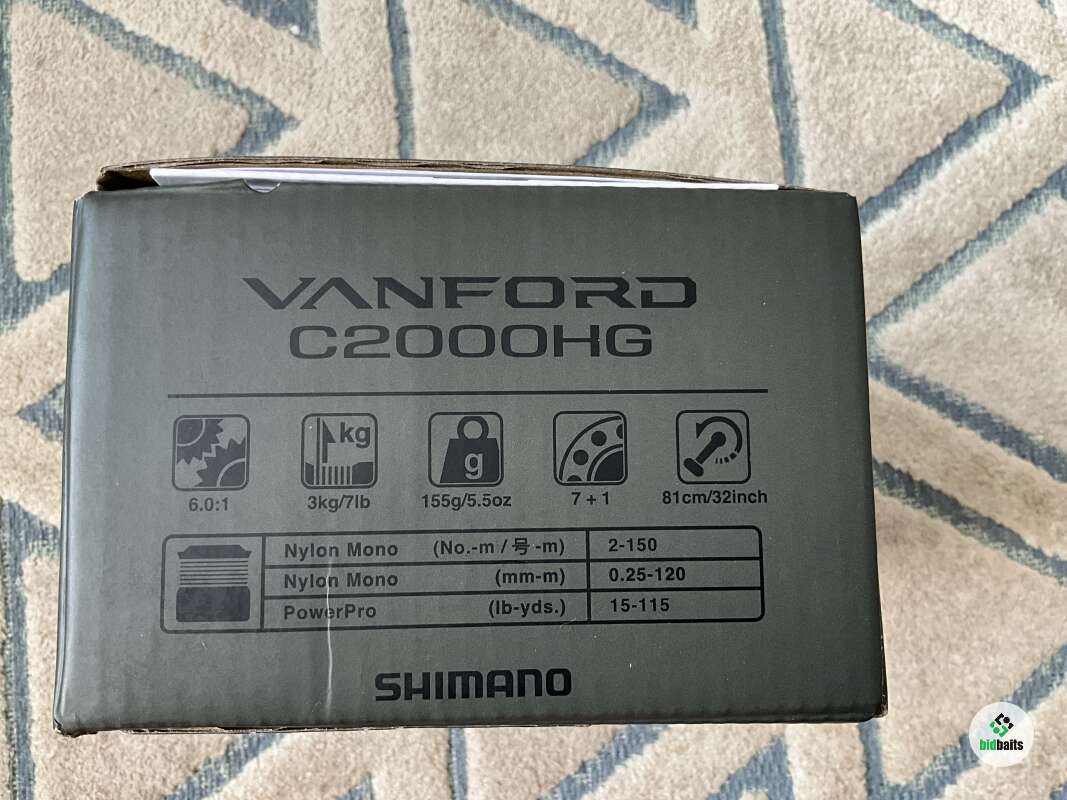 VANFORD
C2000HG
kg
g
6.0:1 3kg/7lb 155g/5.5oz 7 + 1 81cm/32inch
Nylon Mono (No.-m / 号 -m) 2-150
Nylon Mono (mm-m) 0.25-120
PowerPro (lb-yds.) 15-115
SHIMANO
bidbaits